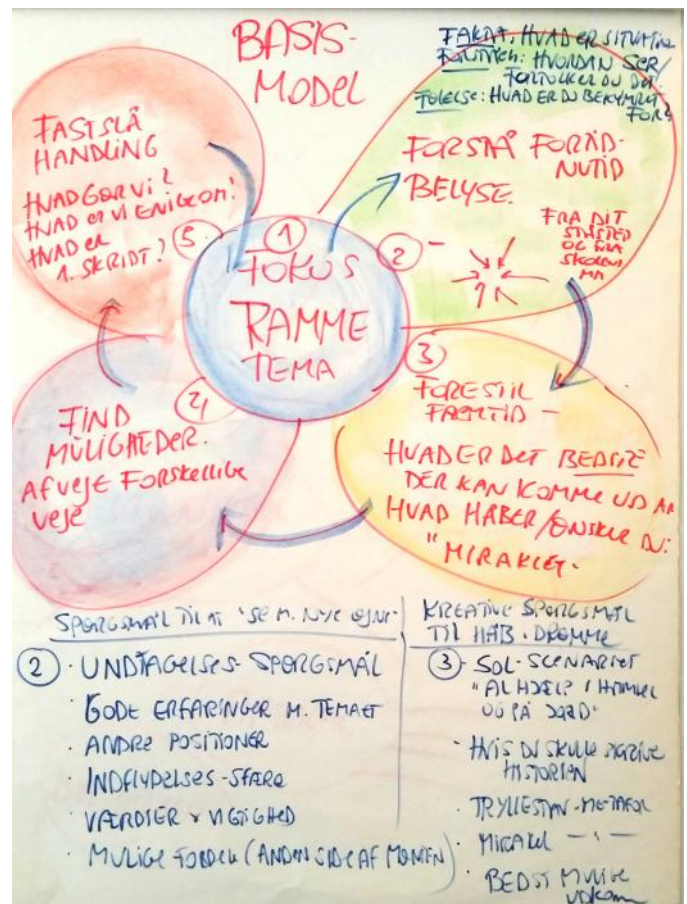 BASIS-
MODEL
FAKTA: HVAD ER SITUATION
: HVORDAN SER/
FORTOLKER DU DET.
FØLELSE: HVAD ER DU BEKYMRET
FOR?
FORSTÅ FORTID-
NUTID
BELYSE.
FRA DIT
STÅSTED
OG FRA
②
FASTSLÅ
HANDLING
HVAD GØR VI?
HVAD ER VI ENIGE OM?
HVAD ER
1. SKRIDT?
⑤
①
FOKUS
RAMME
TEMA
③
FORESTIL
FREMTID -
HVAD ER DET BEDSTE
DER KAN KOMME UD AF
HVAD HÅBER/ØNSKER DU:
"MIRAKLET-
④
FIND
MULIGHEDER.
AFVEJE FORSKELLIGE
VEJE
SPØRGSMÅL TIL AT 'SE M. NYE ØJNE'
② · UNDTAGELSES-SPØRGSMÅL
· GODE ERFARINGER M. TEMAET
· ANDRE POSITIONER
· INDFLYDELSES-SFÆRE
· VÆRDIER & VIGTIGHED
· MULIGE FORDELE (ANDEN SIDE AF MØNTEN)
KREATIVE SPØRGSMÅL
TIL HÅB · DRØMME
③ · SOL-SCENARIET
"AL HJÆLP I HIMMEL
OG PÅ JORD"
· HVIS DU SKULLE SKRIVE
HISTORIEN
· TRYLLESTAV-METAFOR
· MIRAKEL — " —
· BEDST MULIGE